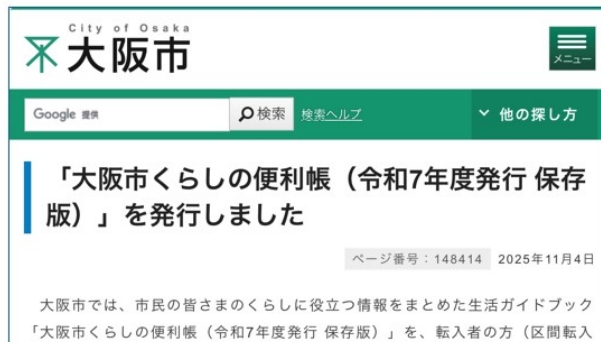 City of Osaka
大阪市
メニュー
Google 提供
検索
検索ヘルプ
他の探し方
「大阪市くらしの便利帳（令和7年度発行 保存
版）」を発行しました
ページ番号：148414 2025年11月4日
大阪市では、市民の皆さまのくらしに役立つ情報をまとめた生活ガイドブック
「大阪市くらしの便利帳（令和7年度発行 保存版）」を、転入者の方（区間転入